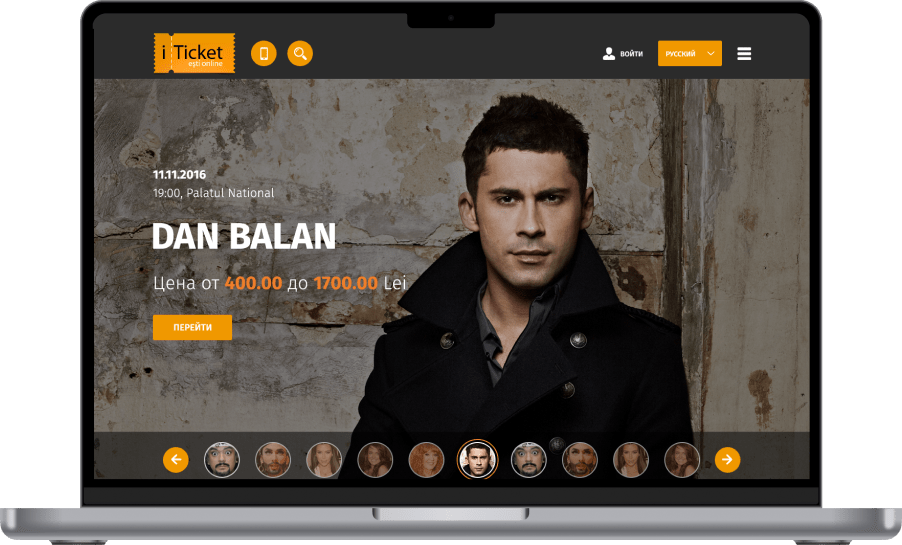 i Ticket
ești online
ВОЙТИ
РУССКИЙ
11.11.2016
19:00, Palatul National
DAN BALAN
Цена от 400.00 до 1700.00 Lei
ПЕРЕЙТИ